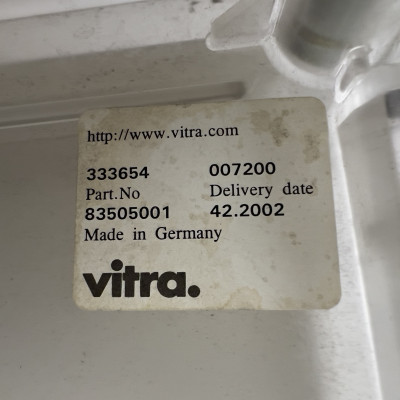 http://www.vitra.com
333654 007200
Part.No Delivery date
83505001 42.2002
Made in Germany
vitra.